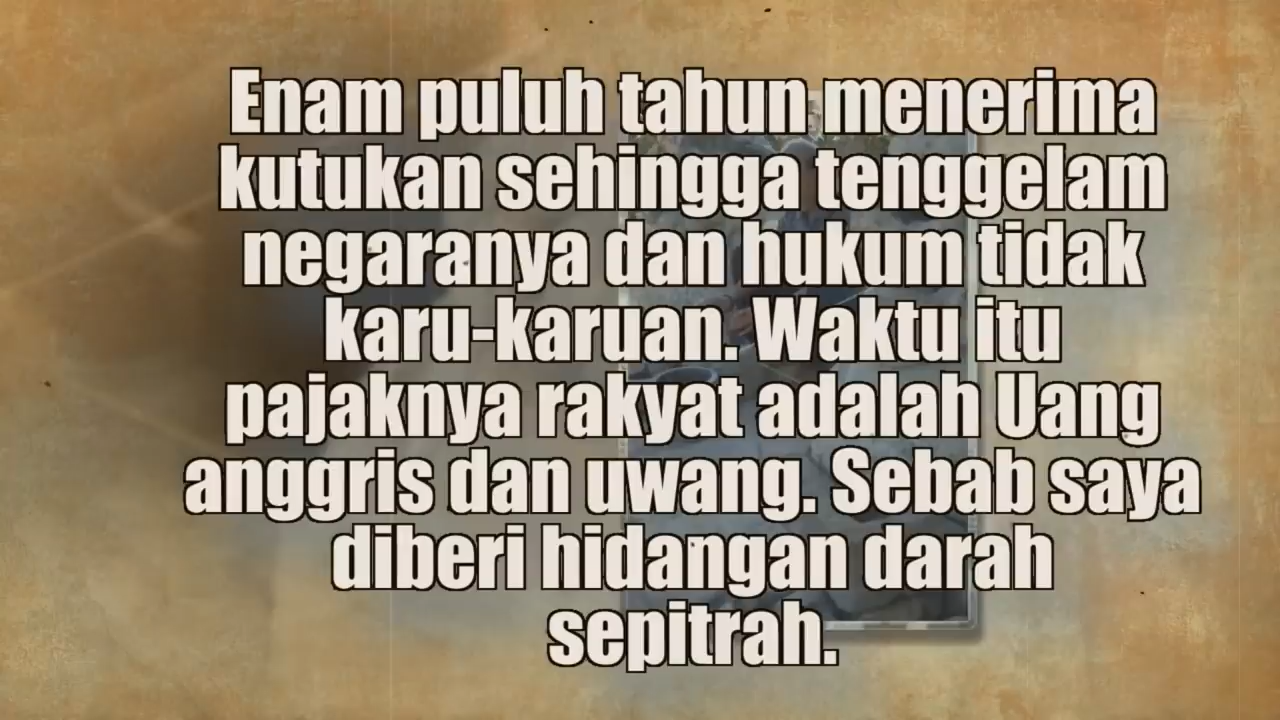 Enam puluh tahun menerima
kutukan sehingga tenggelam
negaranya dan hukum tidak
karu-karuan. Waktu itu
pajaknya rakyat adalah Uang
anggris dan uwang. Sebab saya
diberi hidangan darah
sepitrah.